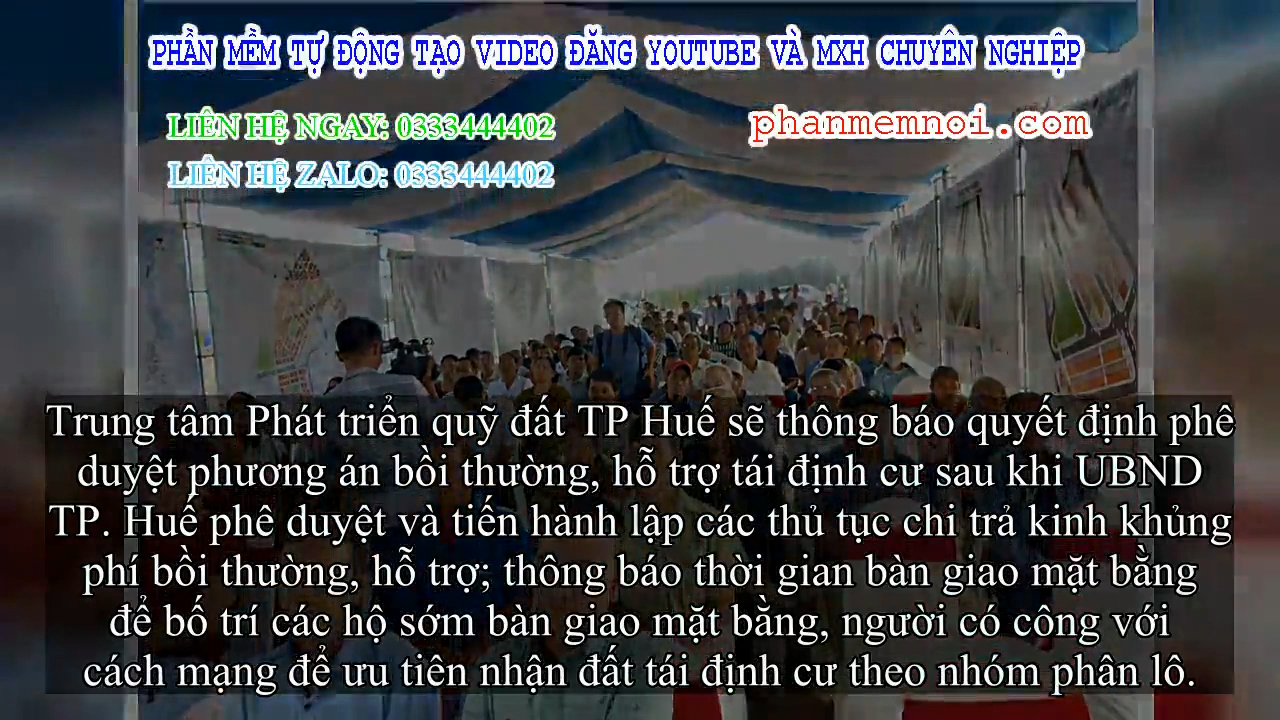 PHẦN MỀM TỰ ĐỘNG TẠO VIDEO ĐĂNG YOUTUBE VÀ MXH CHUYÊN NGHIỆP
LIÊN HỆ NGAY: 0333444402
phanmemnoi.com
LIÊN HỆ ZALO: 0333444402
Trung tâm Phát triển quỹ đất TP Huế sẽ thông báo quyết định phê
duyệt phương án bồi thường, hỗ trợ tái định cư sau khi UBND
TP. Huế phê duyệt và tiến hành lập các thủ tục chi trả kinh khủng
phí bồi thường, hỗ trợ; thông báo thời gian bàn giao mặt bằng
để bố trí các hộ sớm bàn giao mặt bằng, người có công với
cách mạng để ưu tiên nhận đất tái định cư theo nhóm phân lô.